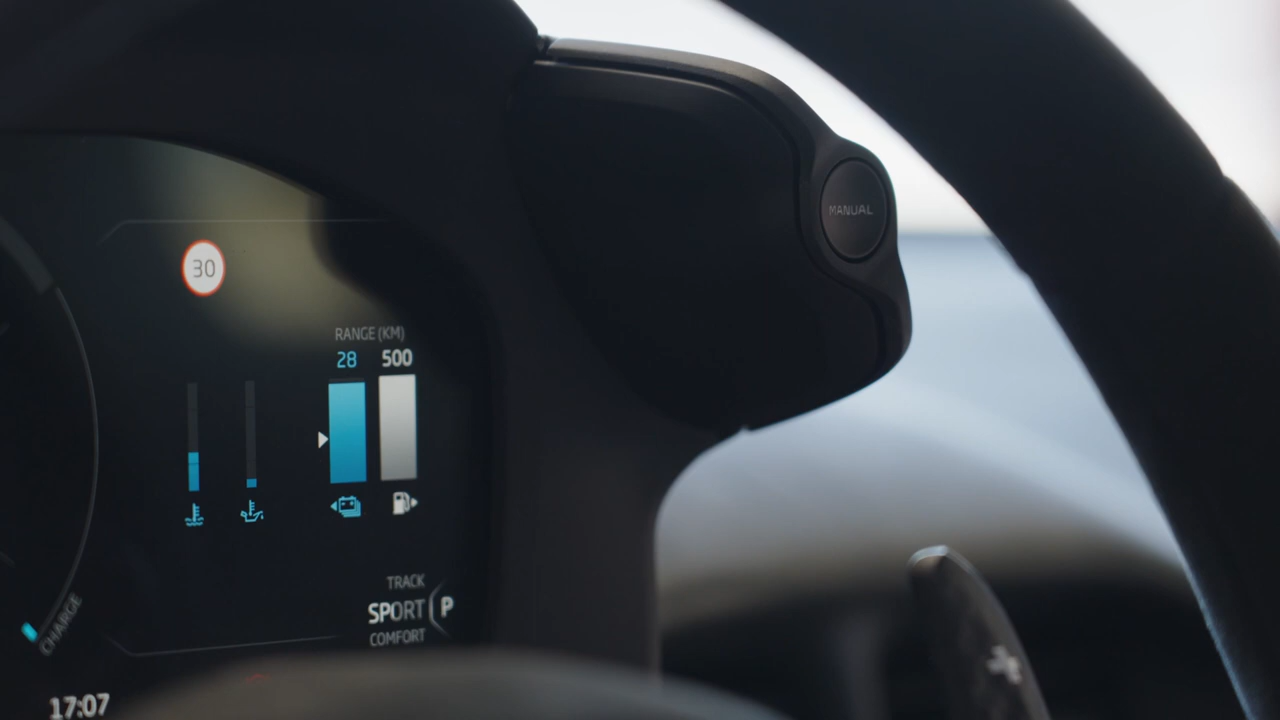 30
RANGE (KM)
28 500
TRACK
SPORT P
COMFORT
CHARGE
17:07
MANUAL